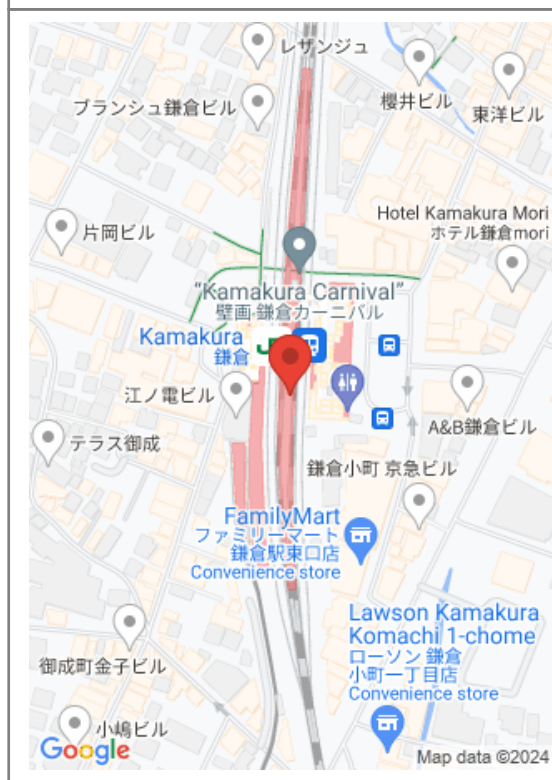 レザンジュ
ブランシュ鎌倉ビル
櫻井ビル
東洋ビル
Hotel Kamakura Mori
ホテル鎌倉mori
片岡ビル
“Kamakura Carnival”
壁画 鎌倉カーニバル
Kamakura
鎌倉
江ノ電ビル
A&B鎌倉ビル
テラス御成
鎌倉小町 京急ビル
FamilyMart
ファミリーマート
鎌倉駅東口店
Convenience store
Lawson Kamakura
Komachi 1-chome
ローソン 鎌倉
小町一丁目店
Convenience store
御成町金子ビル
小嶋ビル
Google
Map data ©2024